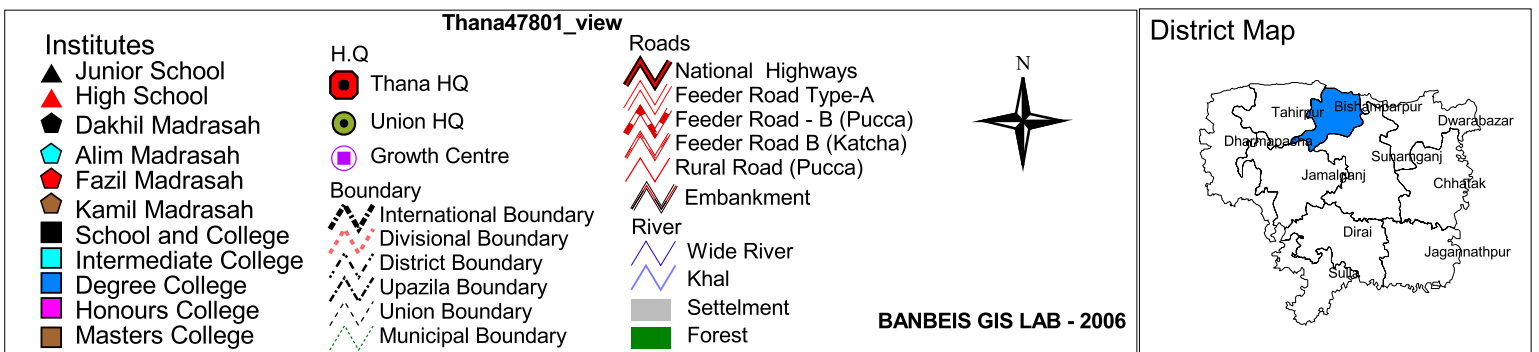 Thana47801_view
Institutes
Junior School
High School
Dakhil Madrasah
Alim Madrasah
Fazil Madrasah
Kamil Madrasah
School and College
Intermediate College
Degree College
Honours College
Masters College
H.Q
Thana HQ
Union HQ
Growth Centre
Boundary
International Boundary
Divisional Boundary
District Boundary
Upazila Boundary
Union Boundary
Municipal Boundary
Roads
National Highways
Feeder Road Type-A
Feeder Road - B (Pucca)
Feeder Road B (Katcha)
Rural Road (Pucca)
Embankment
River
Wide River
Khal
Settelment
Forest
N
BANBEIS GIS LAB - 2006
District Map
Tahirpur
Bishamparpur
Dwarabazar
Dharmapacha
Sunamganj
Jamalganj
Chhatak
Dirai
Jagannathpur
Sulla